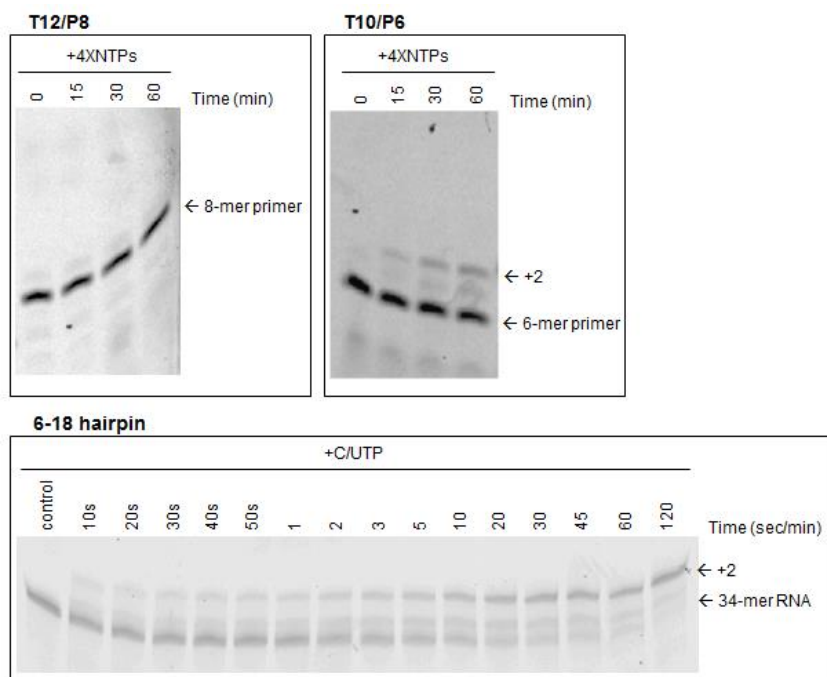 T12/P8
+4XNTPs
0 15 30 60 Time (min)
← 8-mer primer
T10/P6
+4XNTPs
0 15 30 60 Time (min)
← +2
← 6-mer primer
6-18 hairpin
+C/UTP
control 10s 20s 30s 40s 50s 1 2 3 5 10 20 30 45 60 120 Time (sec/min)
← +2
← 34-mer RNA